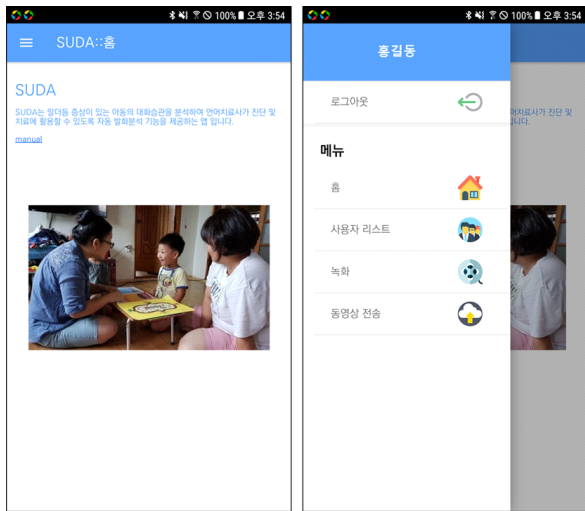 100% 오후 3:54
SUDA::홈
SUDA
SUDA는 말더듬 증상이 있는 아동의 대화습관을 분석하여 언어치료사가 진단 및
치료에 활용할 수 있도록 자동 발화분석 기능을 제공하는 앱 입니다.
manual
100% 오후 3:54
홍길동
로그아웃
메뉴
홈
사용자 리스트
녹화
동영상 전송